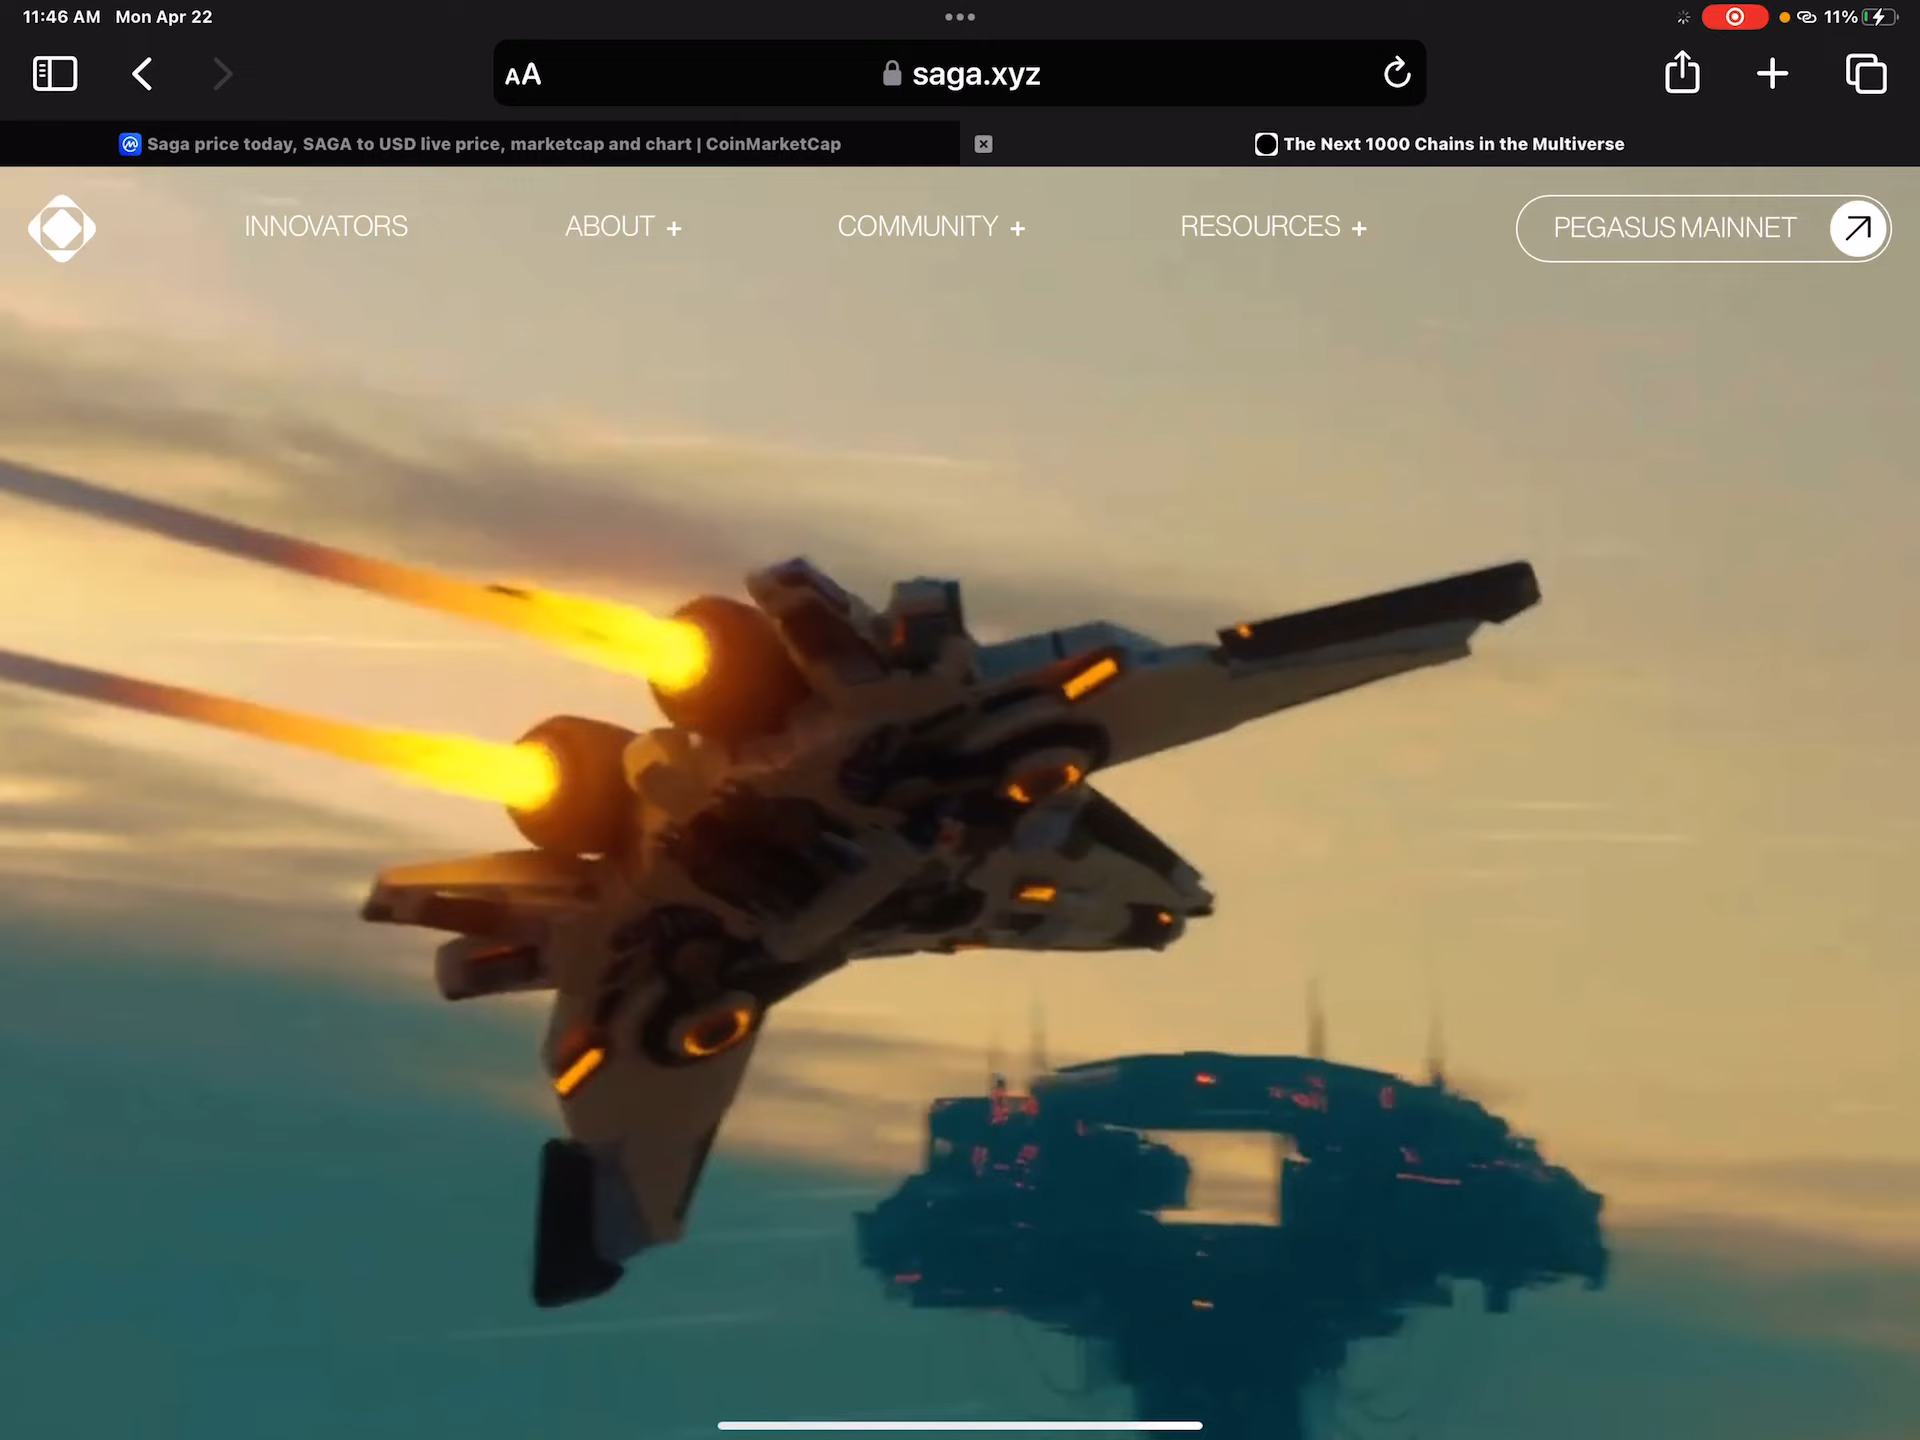 11:46 AM Mon Apr 22
11%
AA
saga.xyz
Saga price today, SAGA to USD live price, marketcap and chart | CoinMarketCap
The Next 1000 Chains in the Multiverse
INNOVATORS
ABOUT +
COMMUNITY +
RESOURCES +
PEGASUS MAINNET